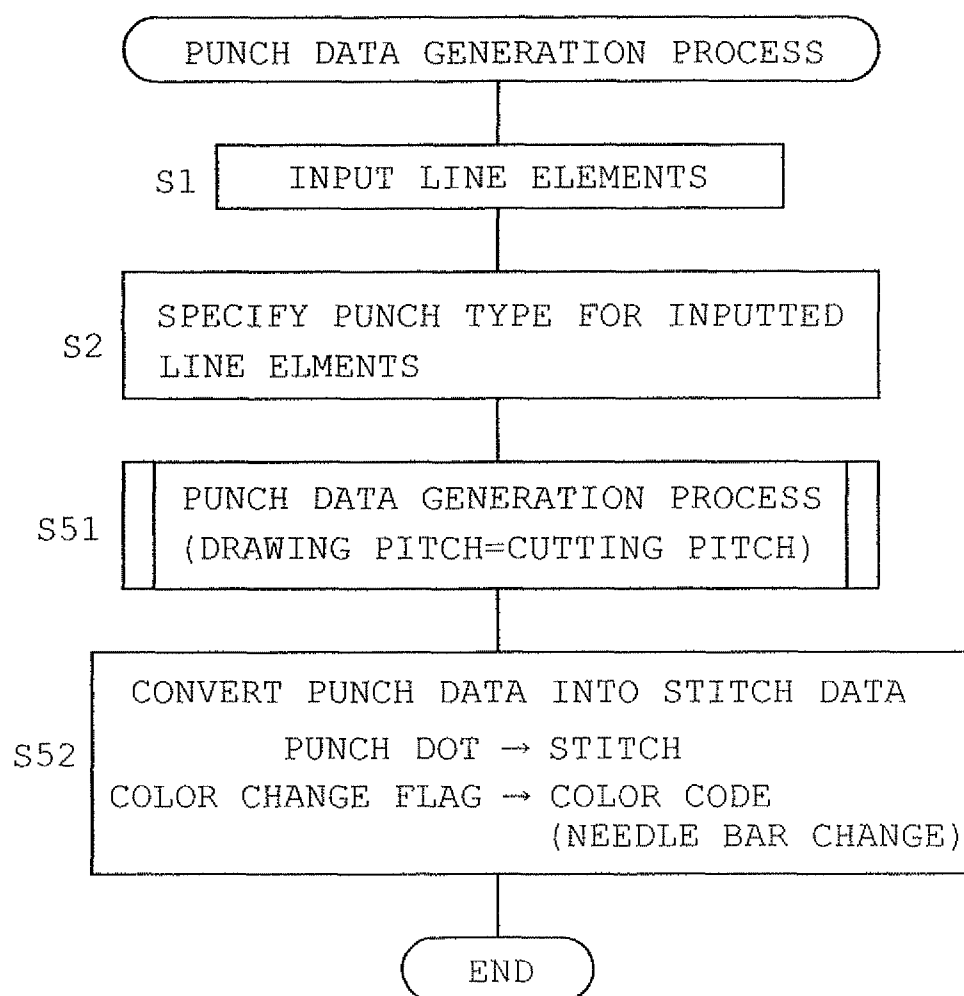 PUNCH DATA GENERATION PROCESS
S1
INPUT LINE ELEMENTS
S2
SPECIFY PUNCH TYPE FOR INPUTTED
LINE ELMENTS
S51
PUNCH DATA GENERATION PROCESS
(DRAWING PITCH=CUTTING PITCH)
S52
CONVERT PUNCH DATA INTO STITCH DATA
PUNCH DOT → STITCH
COLOR CHANGE FLAG → COLOR CODE
(NEEDLE BAR CHANGE)
END